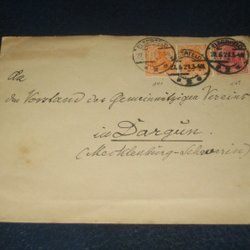 An
den Vorstand des Gemeinnützigen Vereins
in Dargun.
(Mecklenburg-Schwerin)